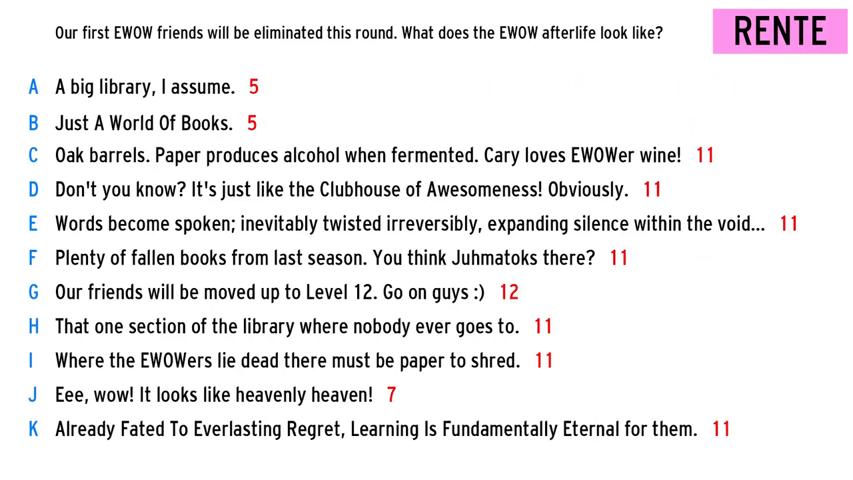 Our first EWOW friends will be eliminated this round. What does the EWOW afterlife look like?
RENTE
A A big library, I assume. 5
B Just A World Of Books. 5
C Oak barrels. Paper produces alcohol when fermented. Cary loves EWOWer wine! 11
D Don't you know? It's just like the Clubhouse of Awesomeness! Obviously. 11
E Words become spoken; inevitably twisted irreversibly, expanding silence within the void... 11
F Plenty of fallen books from last season. You think Juhmatoks there? 11
G Our friends will be moved up to Level 12. Go on guys :) 12
H That one section of the library where nobody ever goes to. 11
I Where the EWOWers lie dead there must be paper to shred. 11
J Eee, wow! It looks like heavenly heaven! 7
K Already Fated To Everlasting Regret, Learning Is Fundamentally Eternal for them. 11